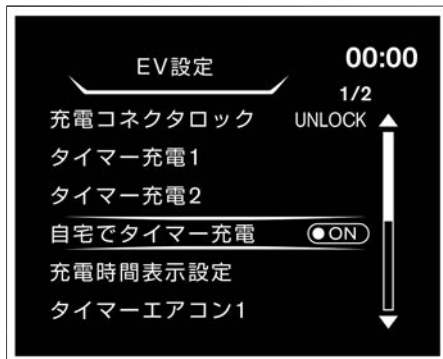 EV設定
00:00
1/2
充電コネクタロック UNLOCK
タイマー充電1
タイマー充電2
自宅でタイマー充電 ON
充電時間表示設定
タイマーエアコン1